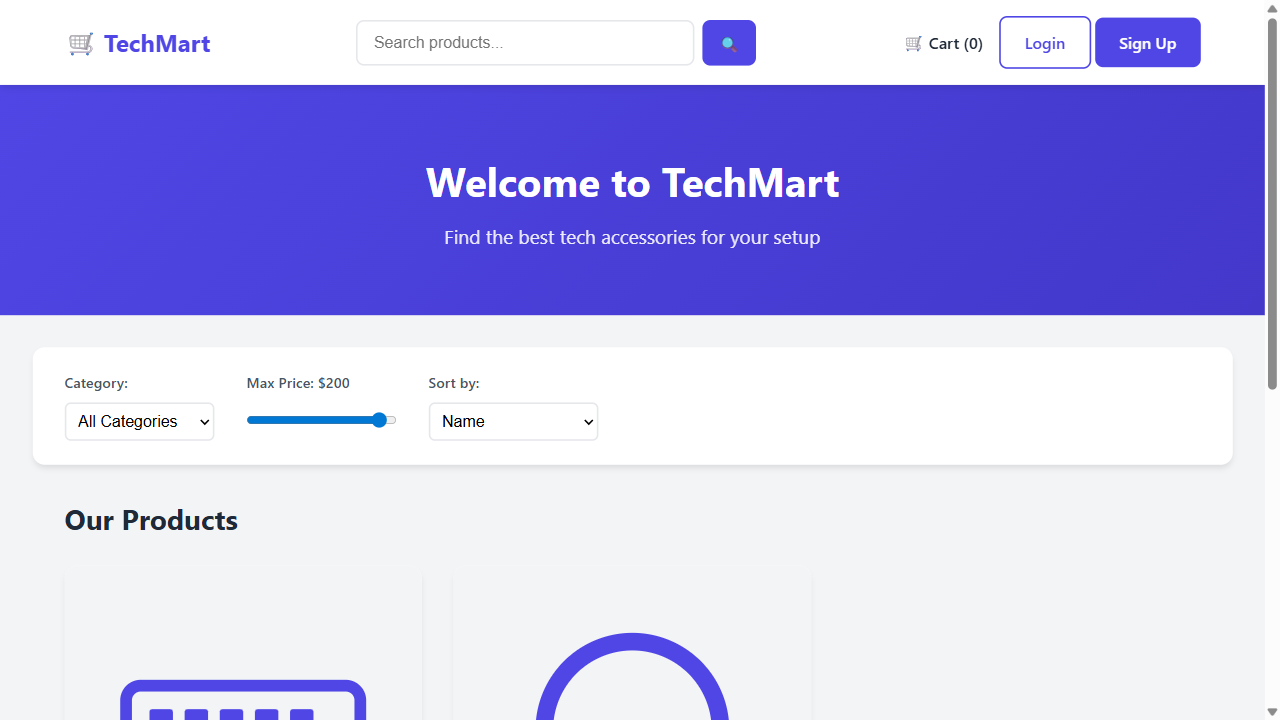 TechMart
Search products...
Cart (0)
Login
Sign Up
Welcome to TechMart
Find the best tech accessories for your setup
Category:
All Categories
Max Price: $200
Sort by:
Name
Our Products